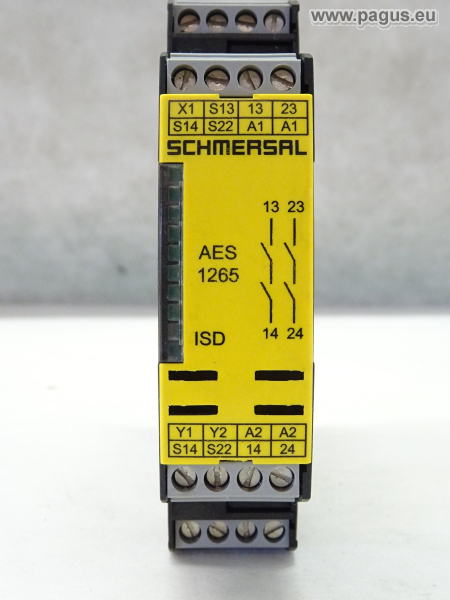 www.pagus.eu
X1 S13 13 23
S14 S22 A1 A1
SCHMERSAL
13 23
AES
1265
14 24
ISD
Y1 Y2 A2 A2
S14 S22 14 24